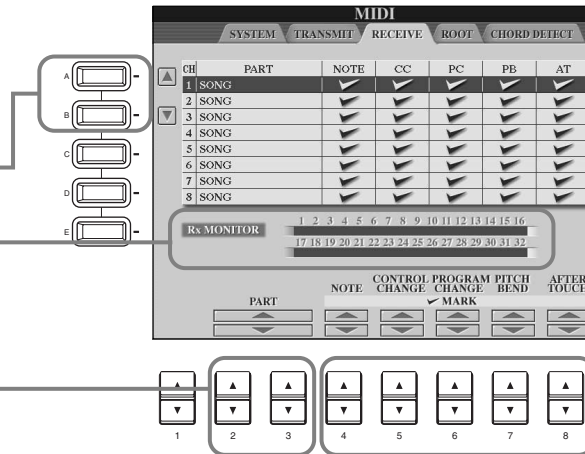 MIDI
SYSTEM TRANSMIT RECEIVE ROOT CHORD DETECT
CH PART NOTE CC PC PB AT
1 SONG
2 SONG
3 SONG
4 SONG
5 SONG
6 SONG
7 SONG
8 SONG
A
B
C
D
E
Rx MONITOR
1 2 3 4 5 6 7 8 9 10 11 12 13 14 15 16
17 18 19 20 21 22 23 24 25 26 27 28 29 30 31 32
CONTROL PROGRAM PITCH AFTER
NOTE CHANGE CHANGE BEND TOUCH
PART ✓ MARK
1 2 3 4 5 6 7 8